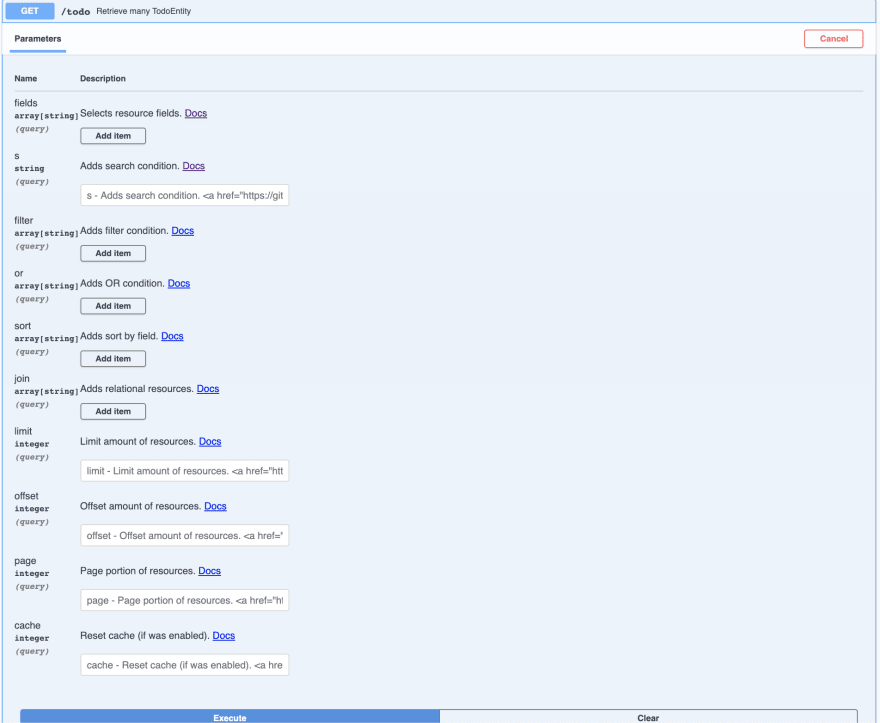 GET /todo Retrieve many TodoEntity
Parameters
Cancel
Name Description
fields
array[string] Selects resource fields. Docs
(query)
Add item
s
string Adds search condition. Docs
(query)
s - Adds search condition. <a href="https://git
filter
array[string] Adds filter condition. Docs
(query)
Add item
or
array[string] Adds OR condition. Docs
(query)
Add item
sort
array[string] Adds sort by field. Docs
(query)
Add item
join
array[string] Adds relational resources. Docs
(query)
Add item
limit
integer Limit amount of resources. Docs
(query)
limit - Limit amount of resources. <a href="htt
offset
integer Offset amount of resources. Docs
(query)
offset - Offset amount of resources. <a href="
page
integer Page portion of resources. Docs
(query)
page - Page portion of resources. <a href="ht
cache
integer Reset cache (if was enabled). Docs
(query)
cache - Reset cache (if was enabled). <a hre
Execute Clear